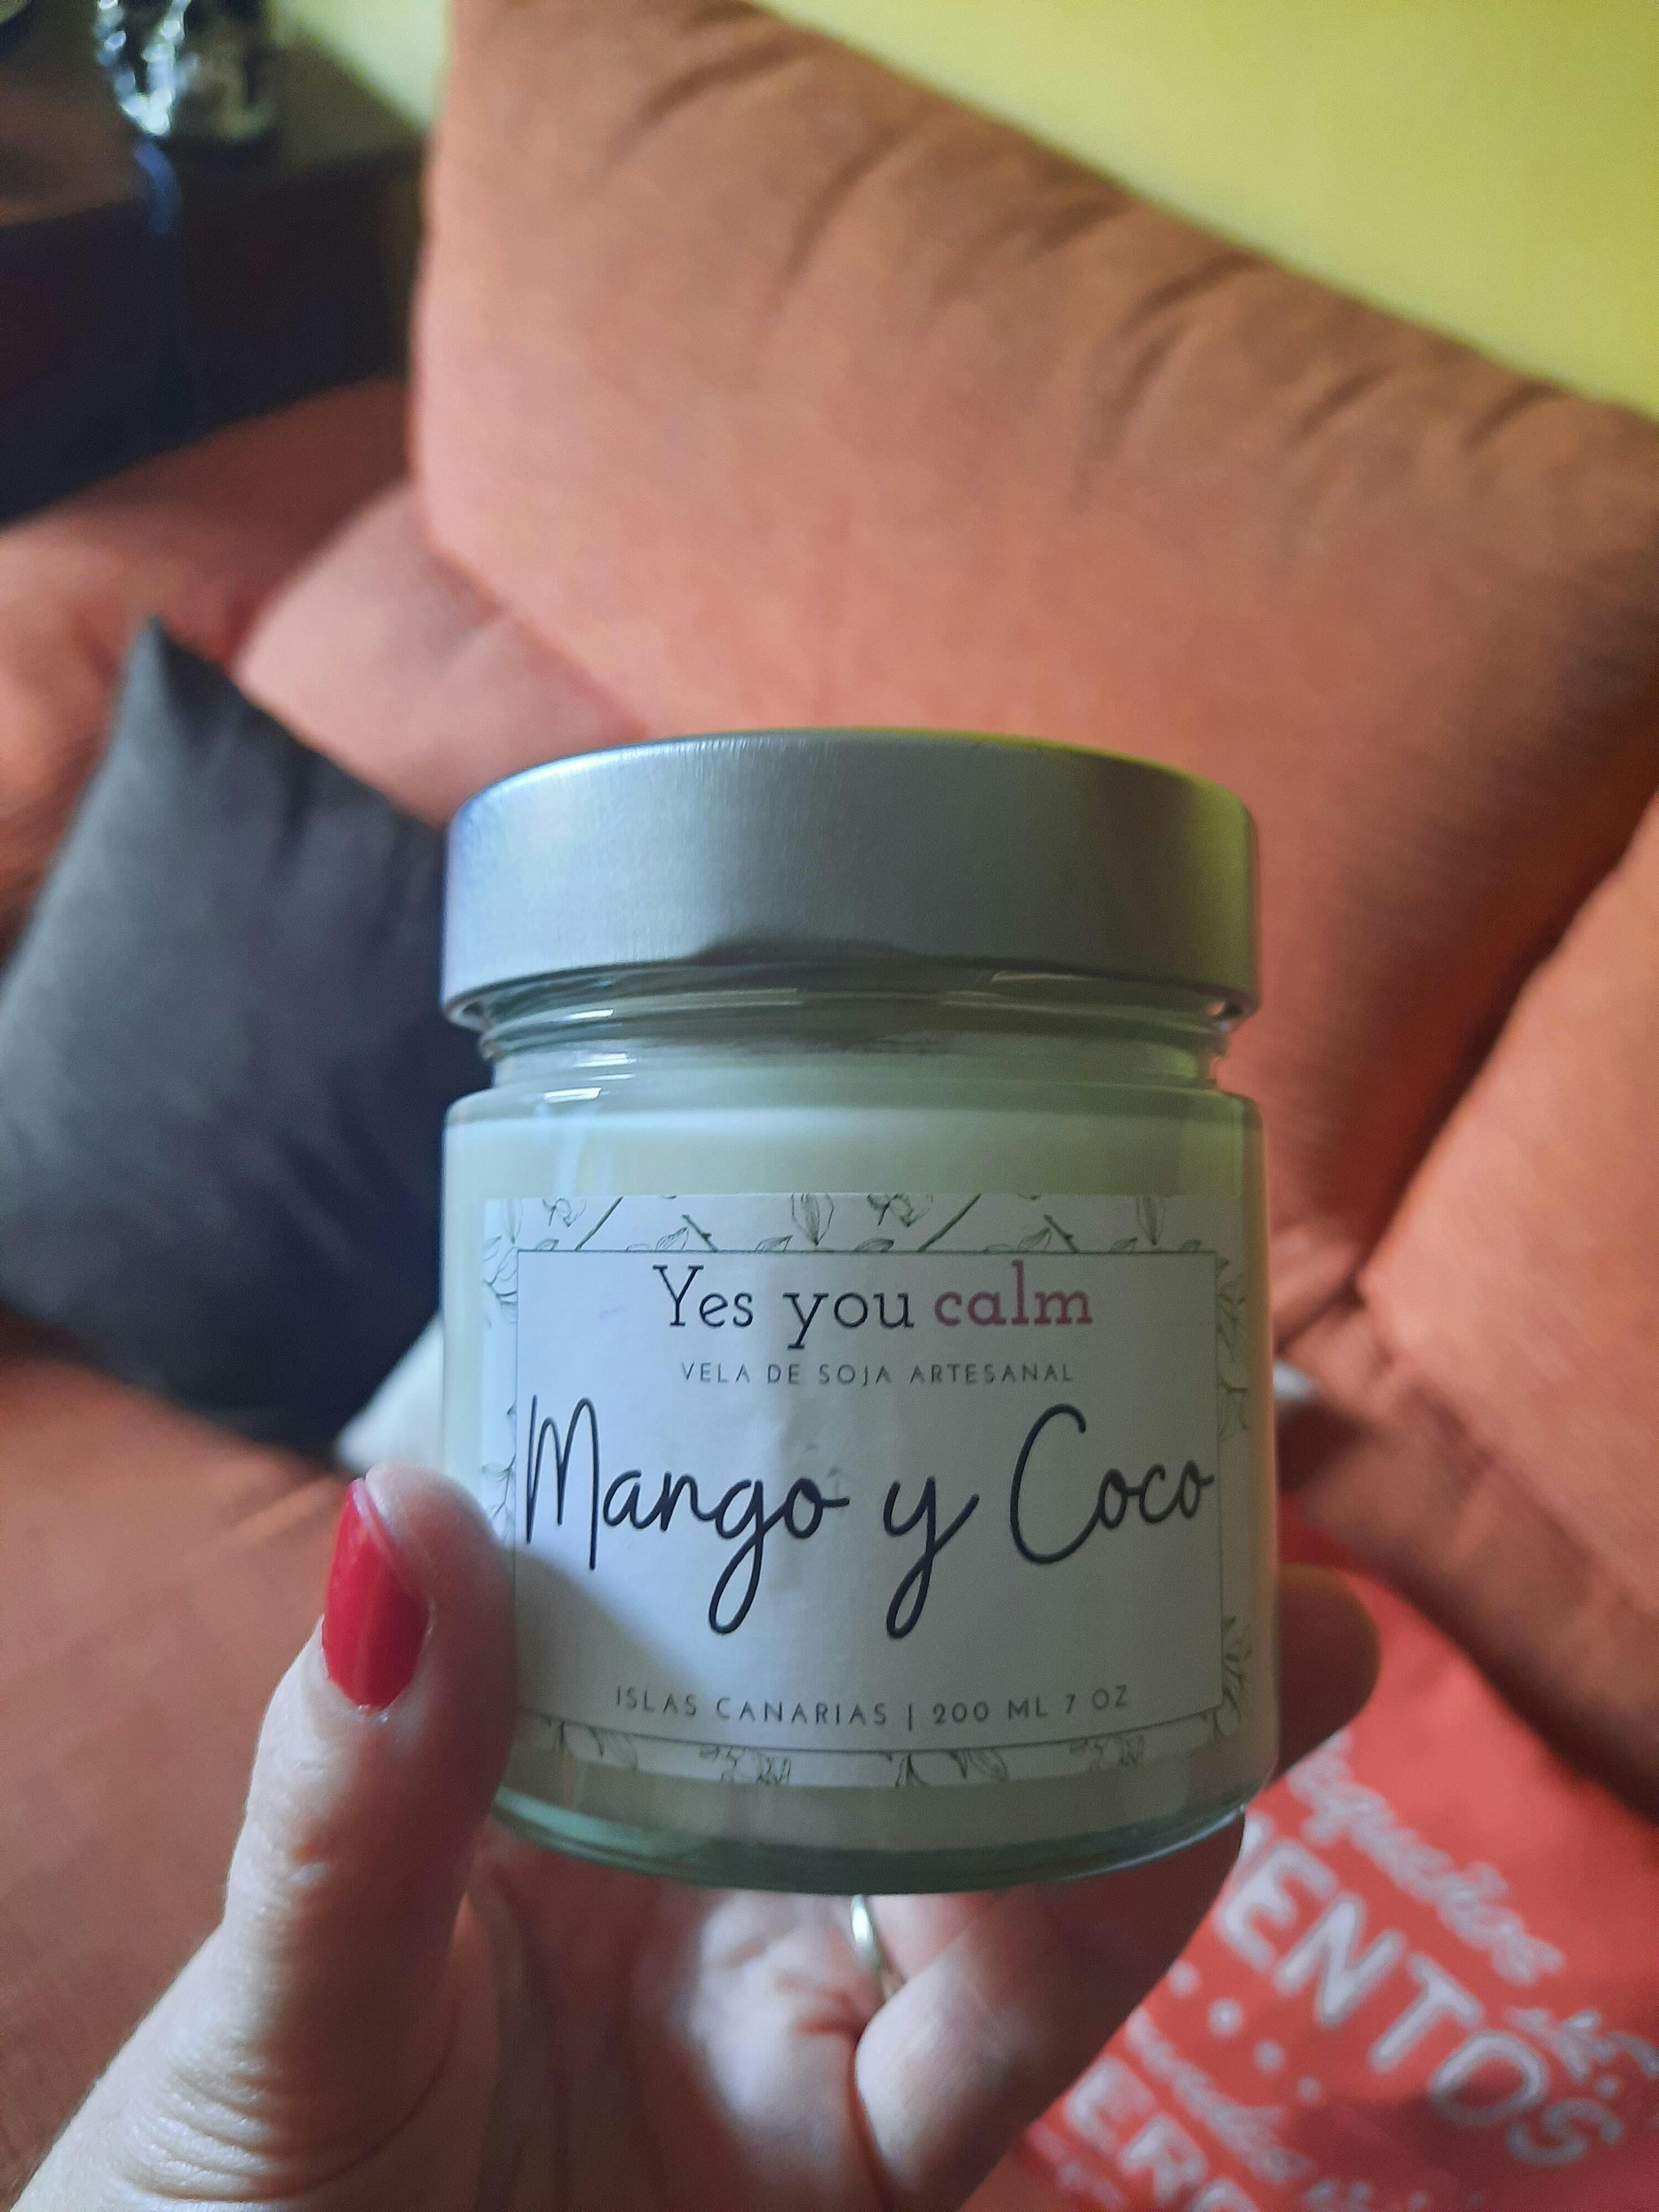 Yes you calm
VELA DE SOJA ARTESANAL
Mango y Coco
ISLAS CANARIAS | 200 ML 7 OZ